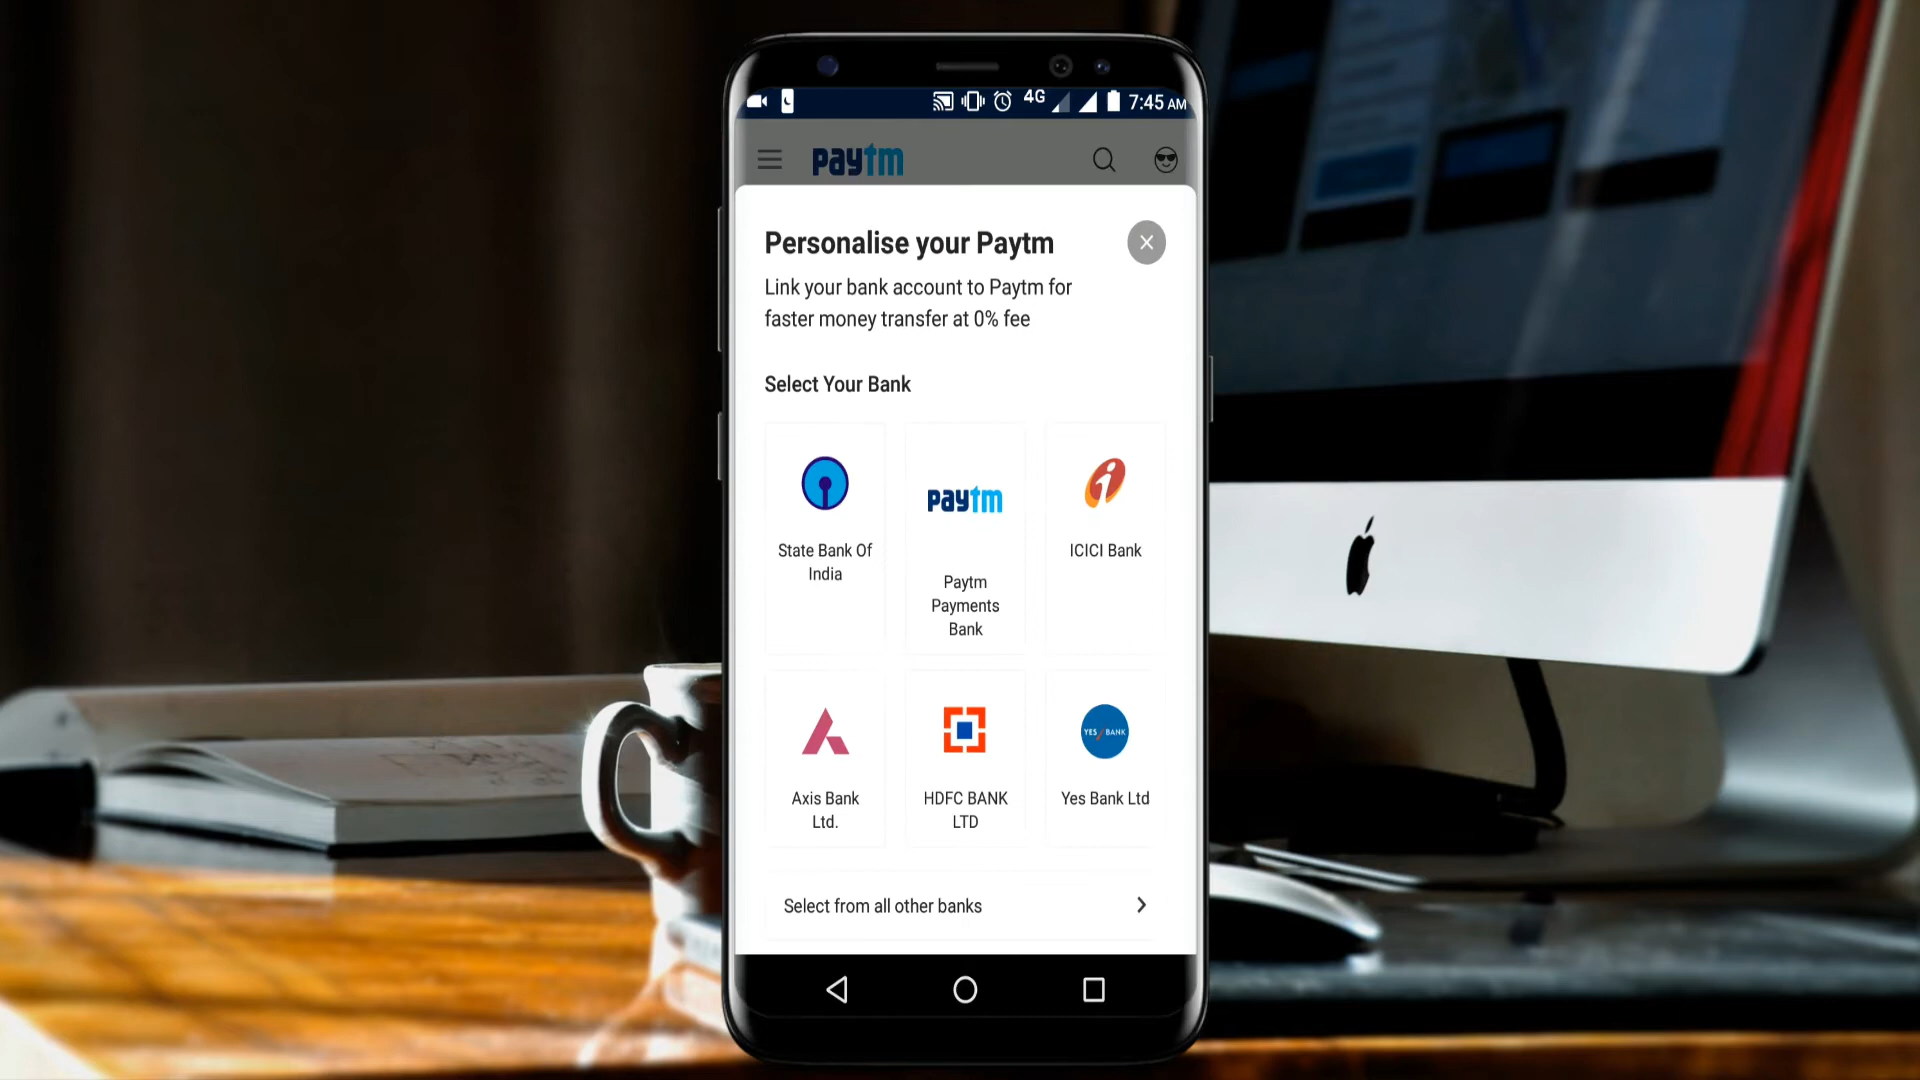 4G 7:45 AM
paytm
Personalise your Paytm
Link your bank account to Paytm for
faster money transfer at 0% fee
Select Your Bank
State Bank Of
India
paytm
Paytm
Payments
Bank
ICICI Bank
Axis Bank
Ltd.
HDFC BANK
LTD
YES BANK
Yes Bank Ltd
Select from all other banks